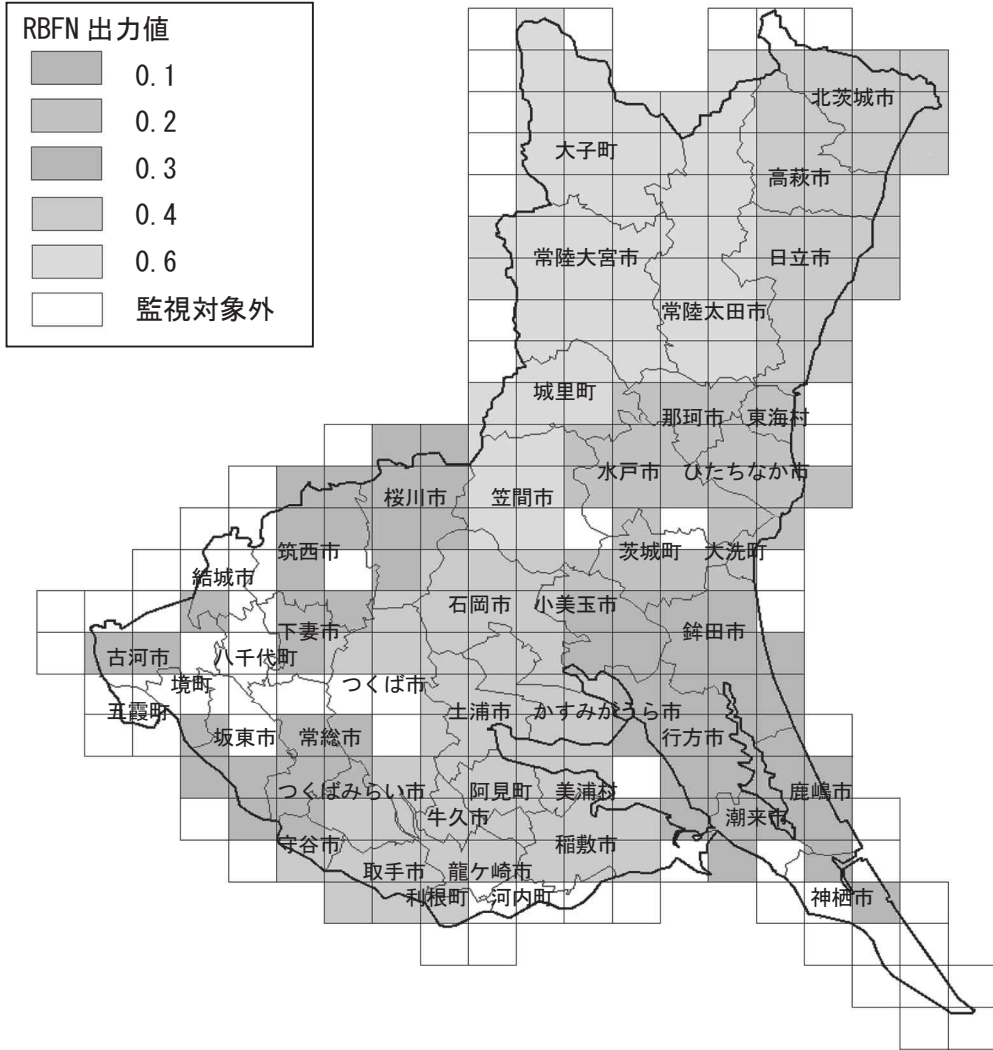 RBFN 出力値
0.1
0.2
0.3
0.4
0.6
監視対象外
北茨城市
大子町
高萩市
常陸大宮市
日立市
常陸太田市
城里町
那珂市
東海村
水戸市
ひたちなか市
桜川市
笠間市
筑西市
茨城町
大洗町
結城市
石岡市
小美玉市
下妻市
鉾田市
古河市
八千代町
境町
つくば市
五霞町
土浦市
かすみがうら市
坂東市
常総市
行方市
つくばみらい市
阿見町
美浦村
鹿嶋市
牛久市
潮来市
守谷市
稲敷市
取手市
龍ケ崎市
利根町
河内町
神栖市